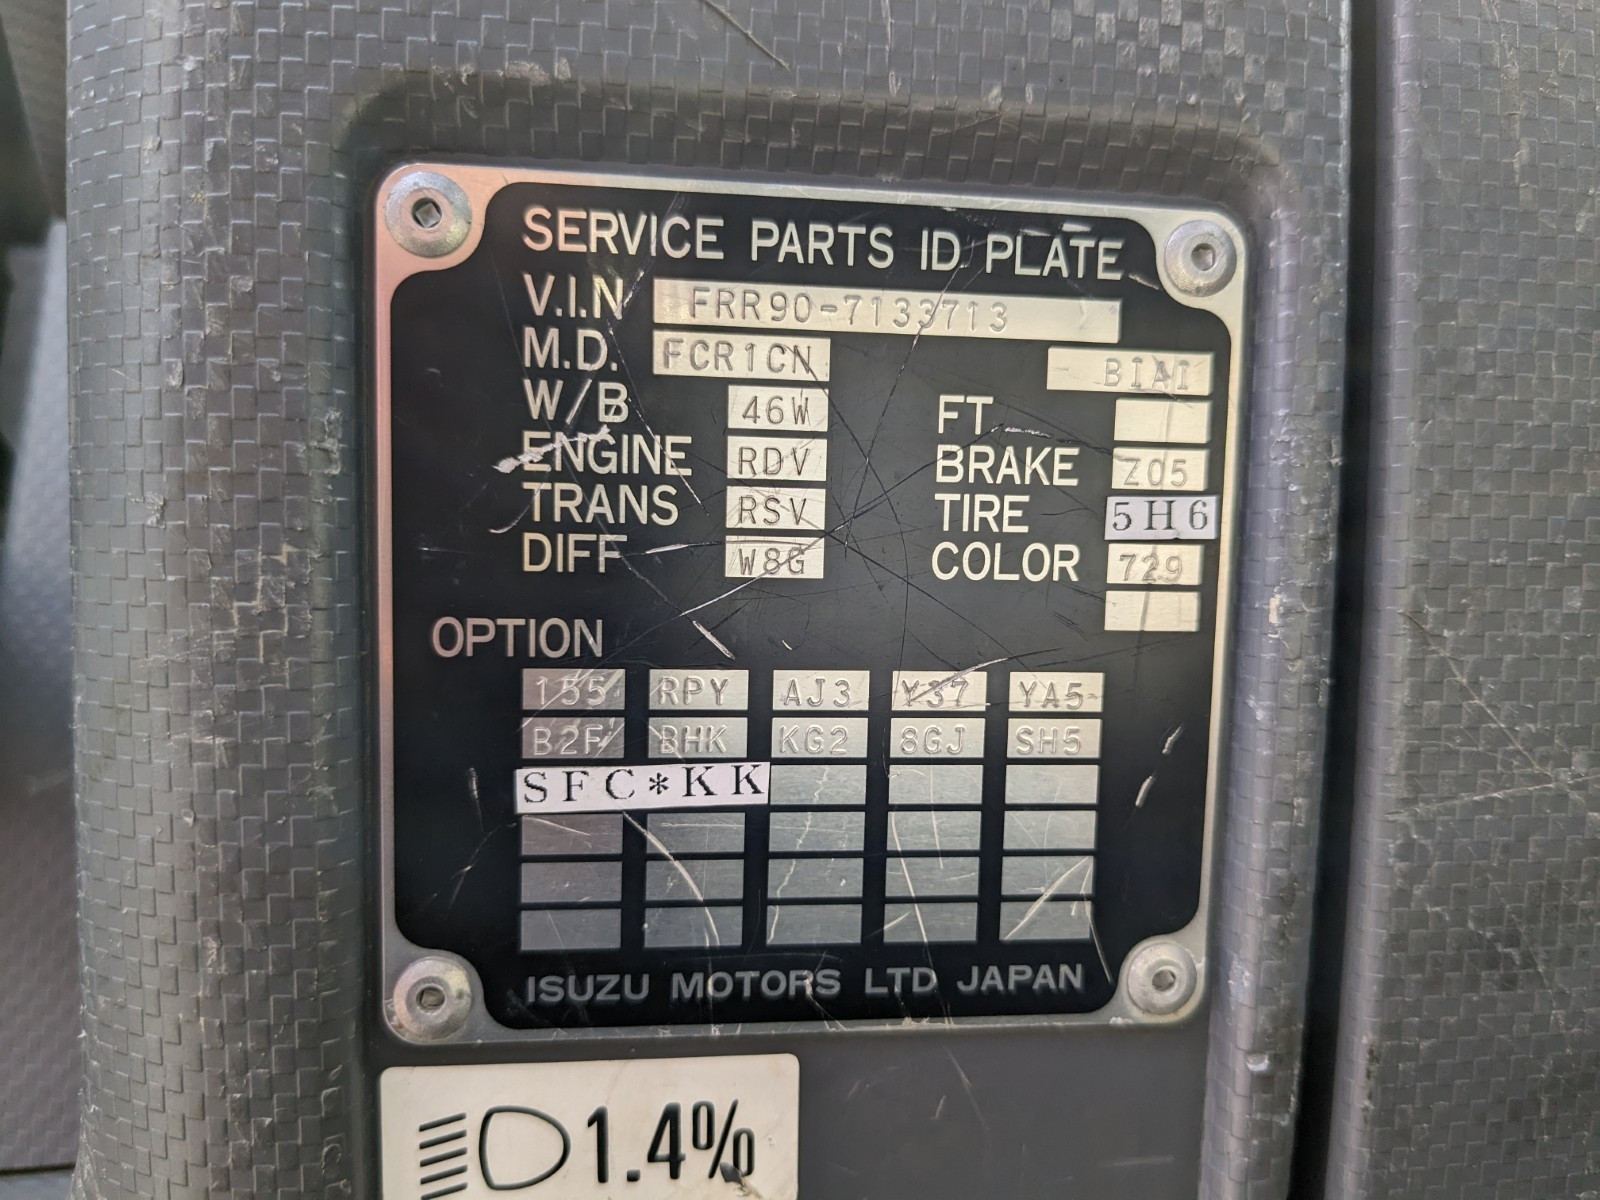 SERVICE PARTS ID PLATE
V.I.N FRR90-7133713
M.D. FCR1CN BIAI
W/B 46W FT
ENGINE RDV BRAKE Z05
TRANS RSV TIRE 5H6
DIFF W8G COLOR 729
OPTION
155 RPY AJ3 Y37 YA5
B2F BHK KG2 8GJ SH5
SFC*KK
ISUZU MOTORS LTD JAPAN
1.4%